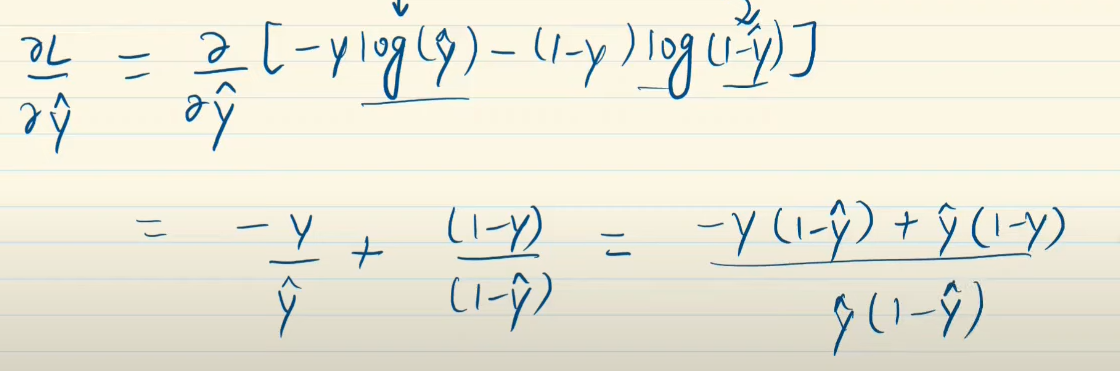 ∂L/∂ŷ = ∂/∂ŷ [-y log(ŷ) - (1-y) log(1-ŷ)]
= -y/ŷ + (1-y)/(1-ŷ) = (-y(1-ŷ) + ŷ(1-y))/(ŷ(1-ŷ))